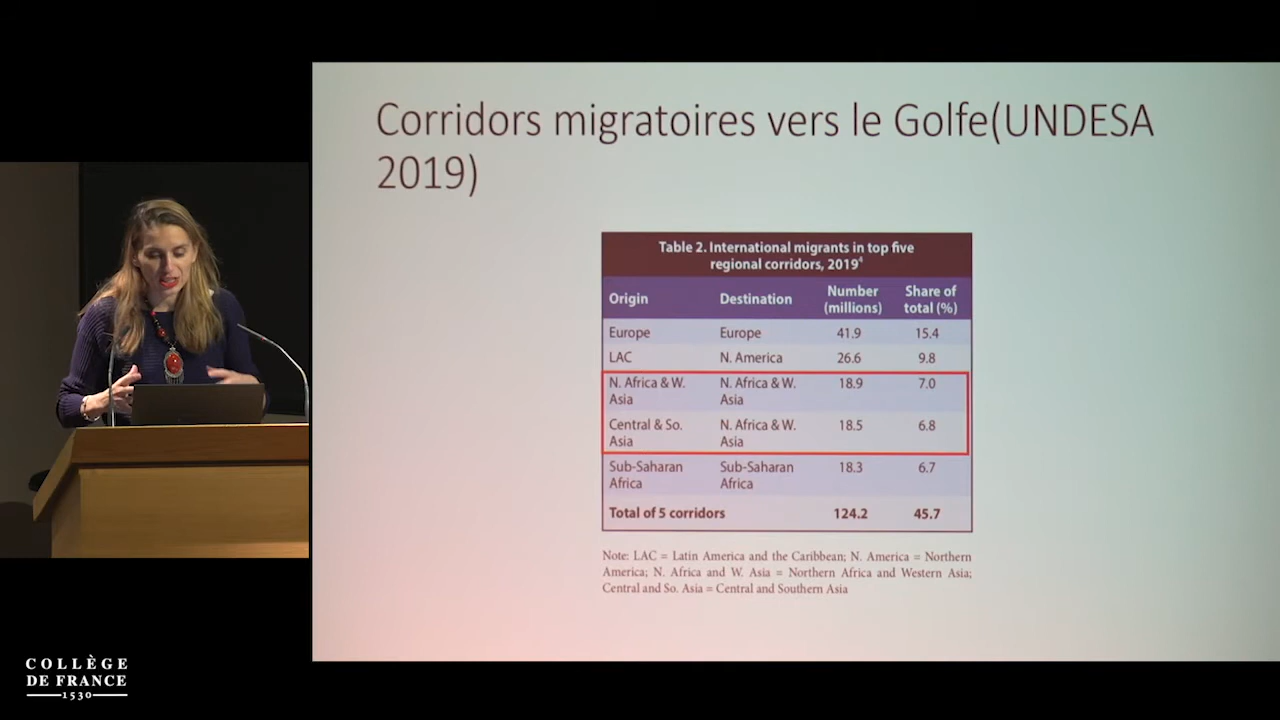 Corridors migratoires vers le Golfe(UNDESA
2019)
Table 2. International migrants in top five
regional corridors, 2019⁴
Origin Destination Number (millions) Share of total (%)
Europe Europe 41.9 15.4
LAC N. America 26.6 9.8
N. Africa & W. Asia N. Africa & W. Asia 18.9 7.0
Central & So. Asia N. Africa & W. Asia 18.5 6.8
Sub-Saharan Africa Sub-Saharan Africa 18.3 6.7
Total of 5 corridors 124.2 45.7
Note: LAC = Latin America and the Caribbean; N. America = Northern
America; N. Africa and W. Asia = Northern Africa and Western Asia;
Central and So. Asia = Central and Southern Asia
COLLÈGE
DE FRANCE
1530